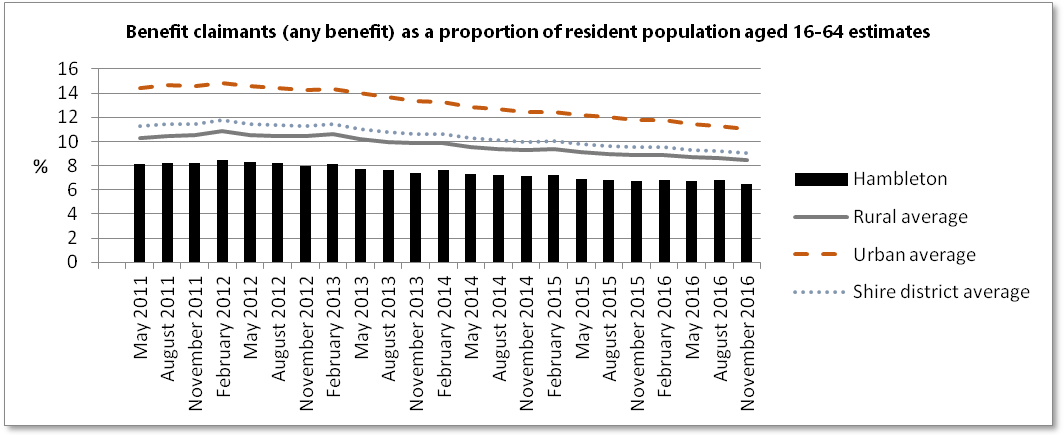 Benefit claimants (any benefit) as a proportion of resident population aged 16-64 estimates
16
14
12
10
8
6
4
2
0
%
May 2011
August 2011
November 2011
February 2012
May 2012
August 2012
November 2012
February 2013
May 2013
August 2013
November 2013
February 2014
May 2014
August 2014
November 2014
February 2015
May 2015
August 2015
November 2015
February 2016
May 2016
August 2016
November 2016
Hambleton
Rural average
Urban average
Shire district average